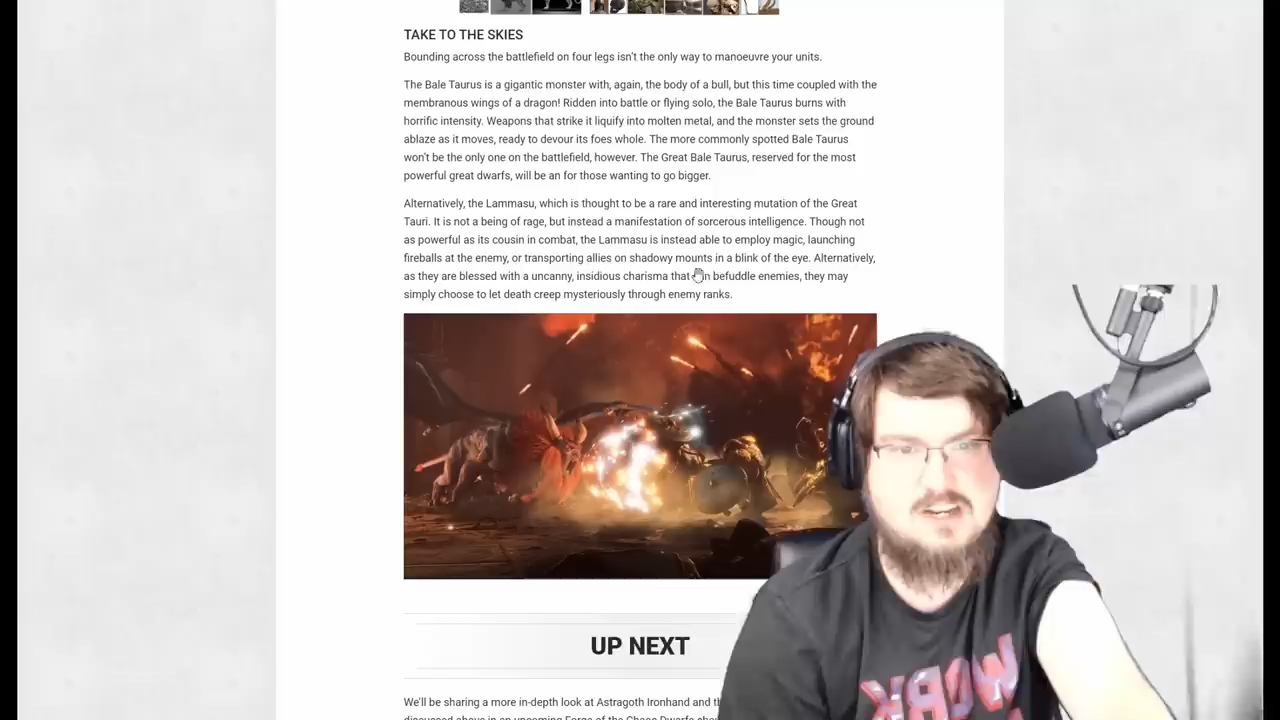 TAKE TO THE SKIES
Bounding across the battlefield on four legs isn't the only way to manoeuvre your units.
The Bale Taurus is a gigantic monster with, again, the body of a bull, but this time coupled with the
membranous wings of a dragon! Ridden into battle or flying solo, the Bale Taurus burns with
horrific intensity. Weapons that strike it liquify into molten metal, and the monster sets the ground
ablaze as it moves, ready to devour its foes whole. The more commonly spotted Bale Taurus
won't be the only one on the battlefield, however. The Great Bale Taurus, reserved for the most
powerful great dwarfs, will be an for those wanting to go bigger.
Alternatively, the Lammasu, which is thought to be a rare and interesting mutation of the Great
Tauri. It is not a being of rage, but instead a manifestation of sorcerous intelligence. Though not
as powerful as its cousin in combat, the Lammasu is instead able to employ magic, launching
fireballs at the enemy, or transporting allies on shadowy mounts in a blink of the eye. Alternatively,
as they are blessed with a uncanny, insidious charisma that befuddle enemies, they may
simply choose to let death creep mysteriously through enemy ranks.
UP NEXT
We'll be sharing a more in-depth look at Astragoth Ironhand and